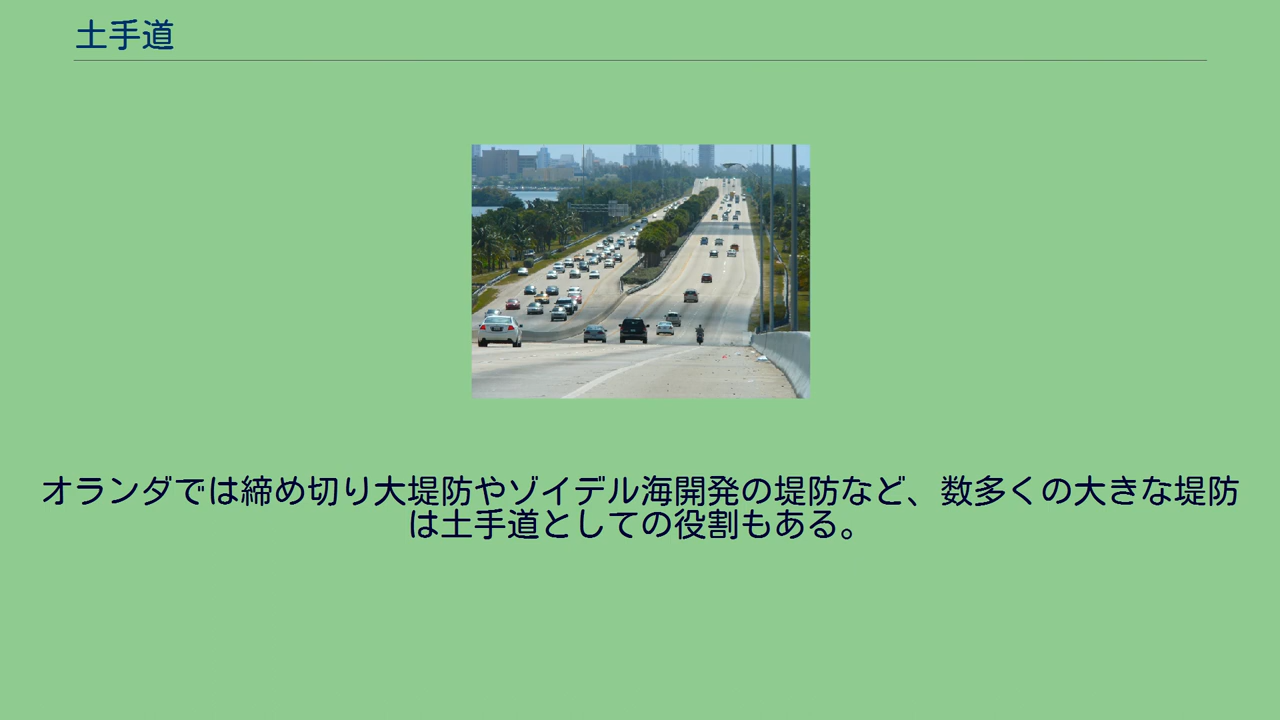 土手道
オランダでは締め切り大堤防やゾイデル海開発の堤防など、数多くの大きな堤防
は土手道としての役割もある。